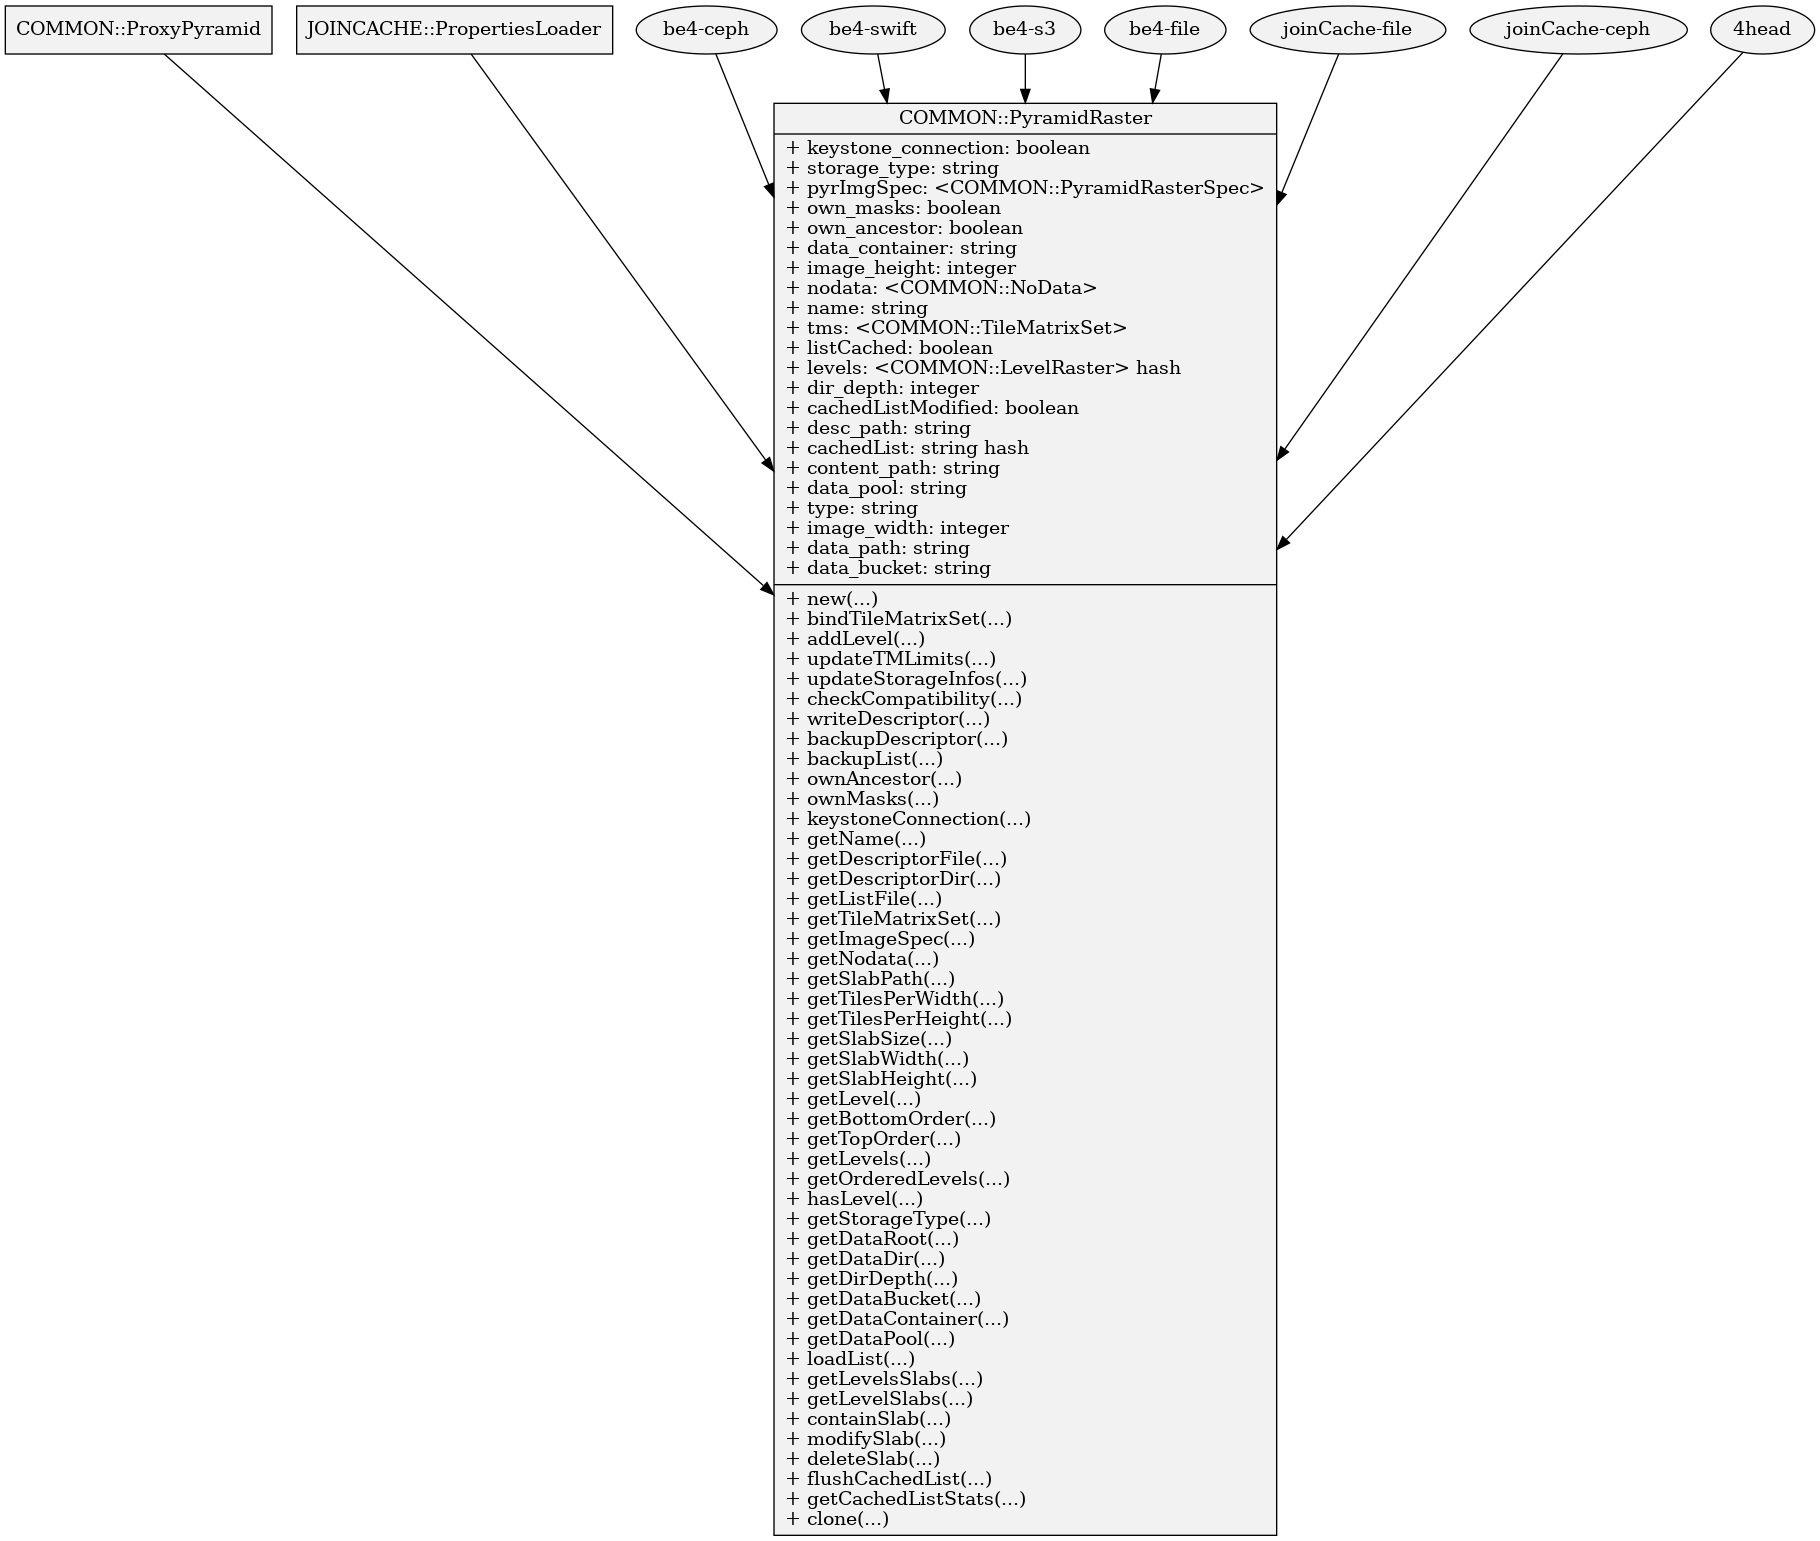 COMMON::ProxyPyramid
JOINCACHE::PropertiesLoader
be4-ceph
be4-swift
be4-s3
be4-file
joinCache-file
joinCache-ceph
4head
COMMON::PyramidRaster
+ keystone_connection: boolean
+ storage_type: string
+ pyrImgSpec: <COMMON::PyramidRasterSpec>
+ own_masks: boolean
+ own_ancestor: boolean
+ data_container: string
+ image_height: integer
+ nodata: <COMMON::NoData>
+ name: string
+ tms: <COMMON::TileMatrixSet>
+ listCached: boolean
+ levels: <COMMON::LevelRaster> hash
+ dir_depth: integer
+ cachedListModified: boolean
+ desc_path: string
+ cachedList: string hash
+ content_path: string
+ data_pool: string
+ type: string
+ image_width: integer
+ data_path: string
+ data_bucket: string
+ new(...)
+ bindTileMatrixSet(...)
+ addLevel(...)
+ updateTMLimits(...)
+ updateStorageInfos(...)
+ checkCompatibility(...)
+ writeDescriptor(...)
+ backupDescriptor(...)
+ backupList(...)
+ ownAncestor(...)
+ ownMasks(...)
+ keystoneConnection(...)
+ getName(...)
+ getDescriptorFile(...)
+ getDescriptorDir(...)
+ getListFile(...)
+ getTileMatrixSet(...)
+ getImageSpec(...)
+ getNodata(...)
+ getSlabPath(...)
+ getTilesPerWidth(...)
+ getTilesPerHeight(...)
+ getSlabSize(...)
+ getSlabWidth(...)
+ getSlabHeight(...)
+ getLevel(...)
+ getBottomOrder(...)
+ getTopOrder(...)
+ getLevels(...)
+ getOrderedLevels(...)
+ hasLevel(...)
+ getStorageType(...)
+ getDataRoot(...)
+ getDataDir(...)
+ getDirDepth(...)
+ getDataBucket(...)
+ getDataContainer(...)
+ getDataPool(...)
+ loadList(...)
+ getLevelsSlabs(...)
+ getLevelSlabs(...)
+ containSlab(...)
+ modifySlab(...)
+ deleteSlab(...)
+ flushCachedList(...)
+ getCachedListStats(...)
+ clone(...)